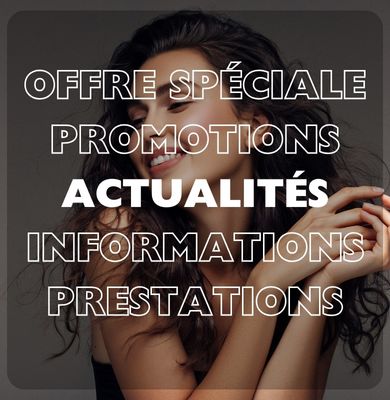 OFFRE SPÉCIALE
PROMOTIONS
ACTUALITÉS
INFORMATIONS
PRESTATIONS